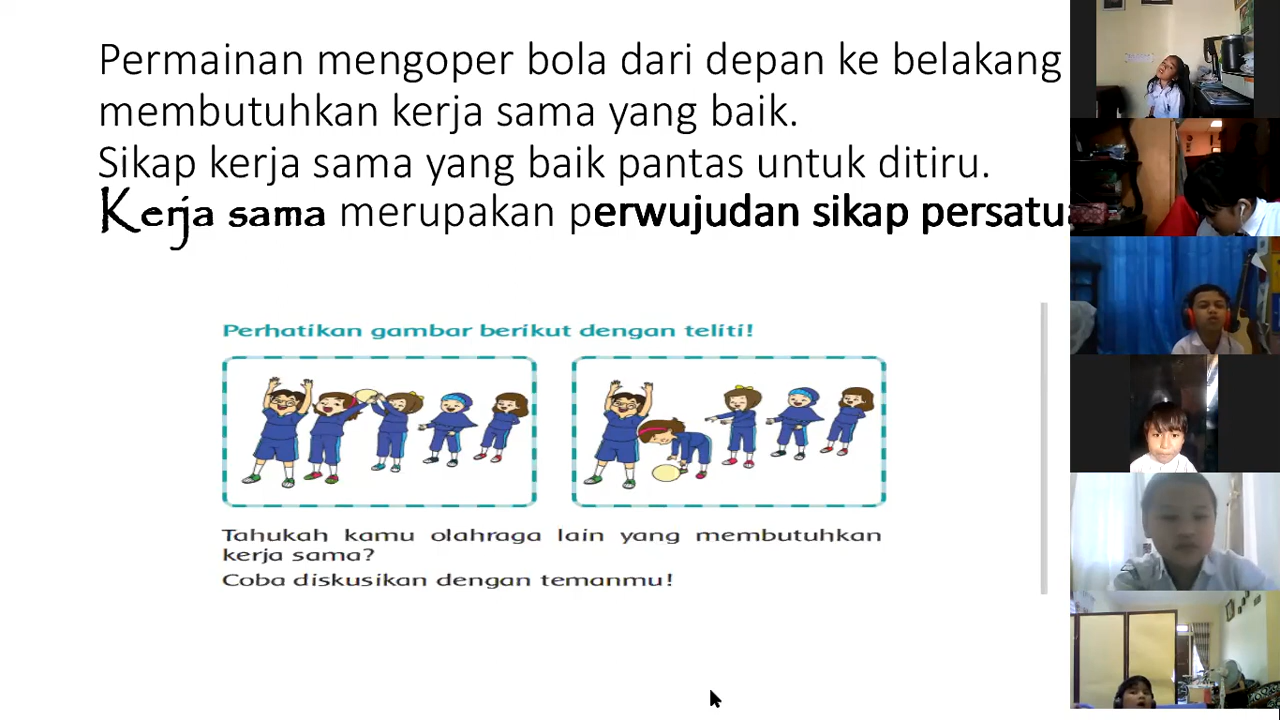 Permainan mengoper bola dari depan ke belakang
membutuhkan kerja sama yang baik.
Sikap kerja sama yang baik pantas untuk ditiru.
Kerja sama merupakan perwujudan sikap
Perhatikan gambar berikut dengan teliti!
Tahukah kamu olahraga lain yang membutuhkan
kerja sama?
Coba diskusikan dengan temanmu!